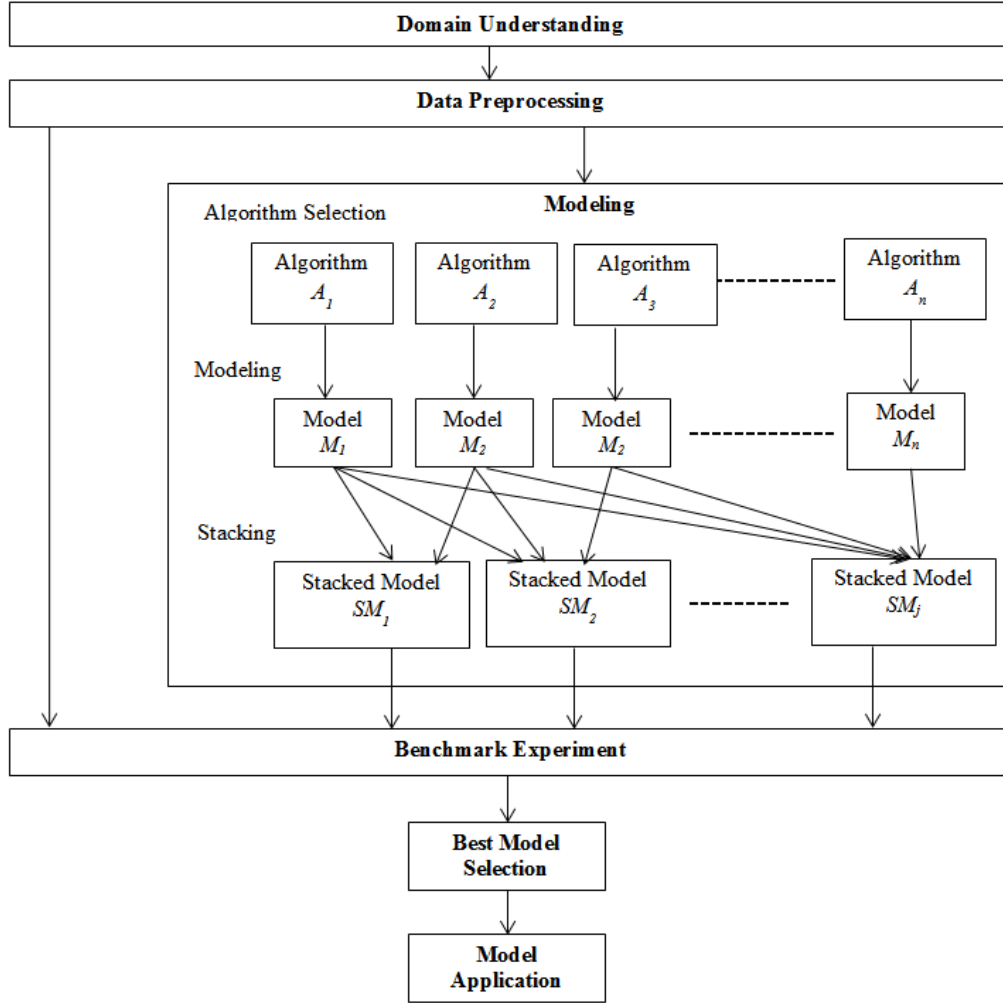 Domain Understanding
Data Preprocessing
Modeling
Algorithm Selection
Algorithm
A1
Algorithm
A2
Algorithm
A3
Algorithm
An
Modeling
Model
M1
Model
M2
Model
M2
Model
Mn
Stacking
Stacked Model
SM1
Stacked Model
SM2
Stacked Model
SMj
Benchmark Experiment
Best Model
Selection
Model
Application